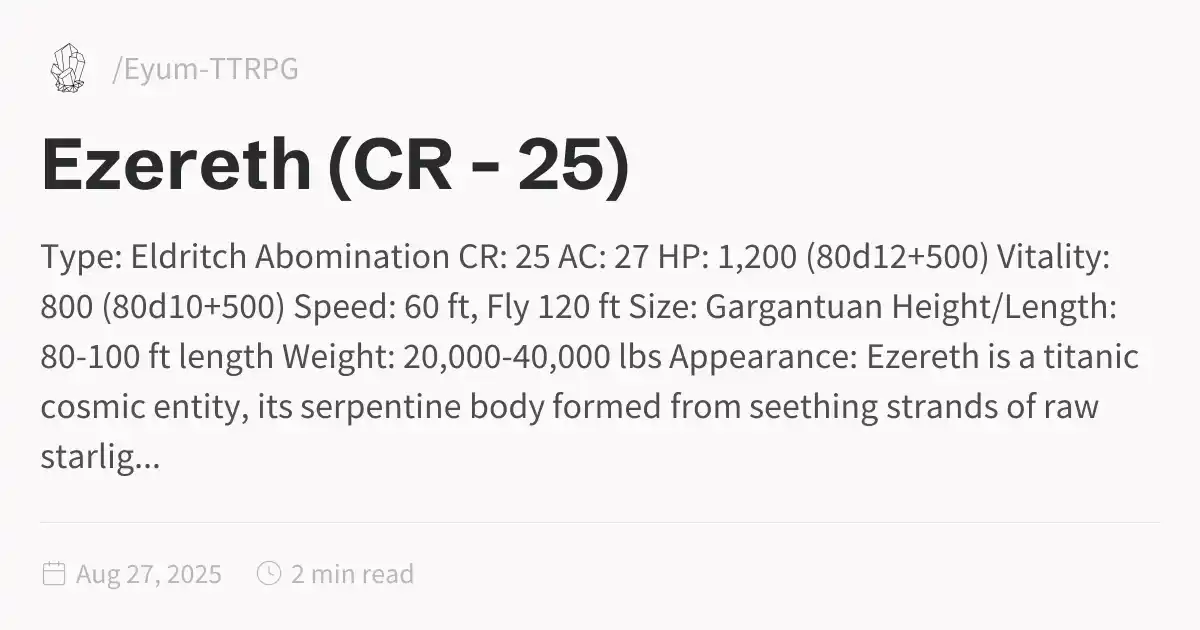 /Eyum-TTRPG
Ezereth (CR - 25)
Type: Eldritch Abomination CR: 25 AC: 27 HP: 1,200 (80d12+500) Vitality:
800 (80d10+500) Speed: 60 ft, Fly 120 ft Size: Gargantuan Height/Length:
80-100 ft length Weight: 20,000-40,000 lbs Appearance: Ezereth is a titanic
cosmic entity, its serpentine body formed from seething strands of raw
starlig...
Aug 27, 2025 2 min read